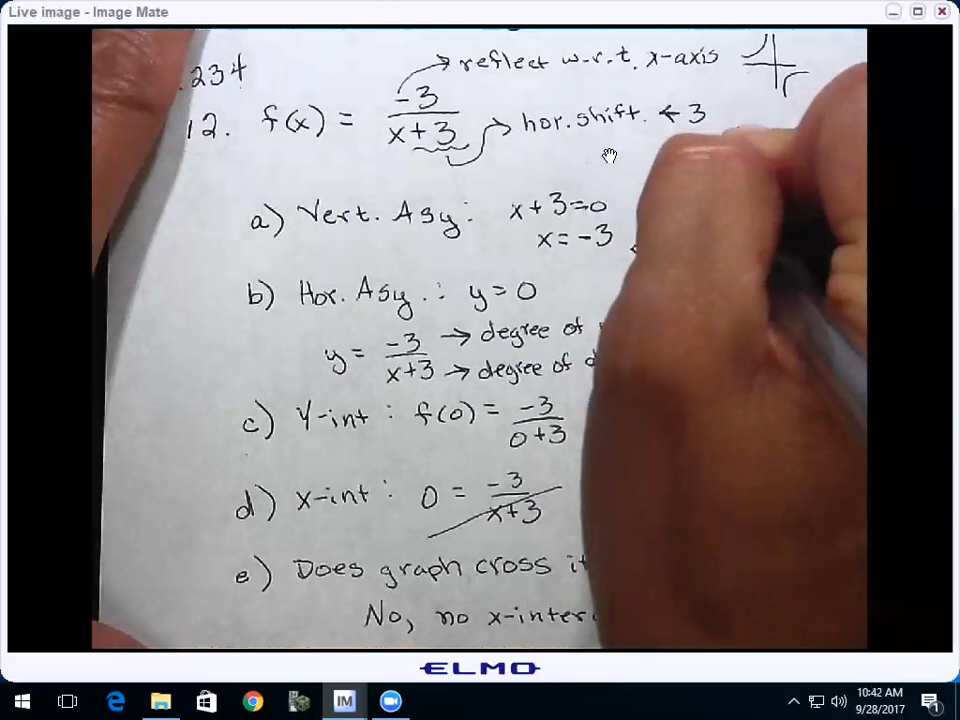 Live image - Image Mate
.234
→ reflect w.r.t. x-axis
12. f(x) = -3 / x+3
→ hor. shift. ← 3
a) Vert. Asy: x + 3 = 0
x = -3
b) Hor. Asy.: y = 0
y = -3 / x+3 → degree of
→ degree of
c) Y-int : f(0) = -3 / 0+3
d) x-int : 0 = -3 / x+3
e) Does graph cross
No, no x-inter
ELMO
IM
10:42 AM
9/28/2017
1